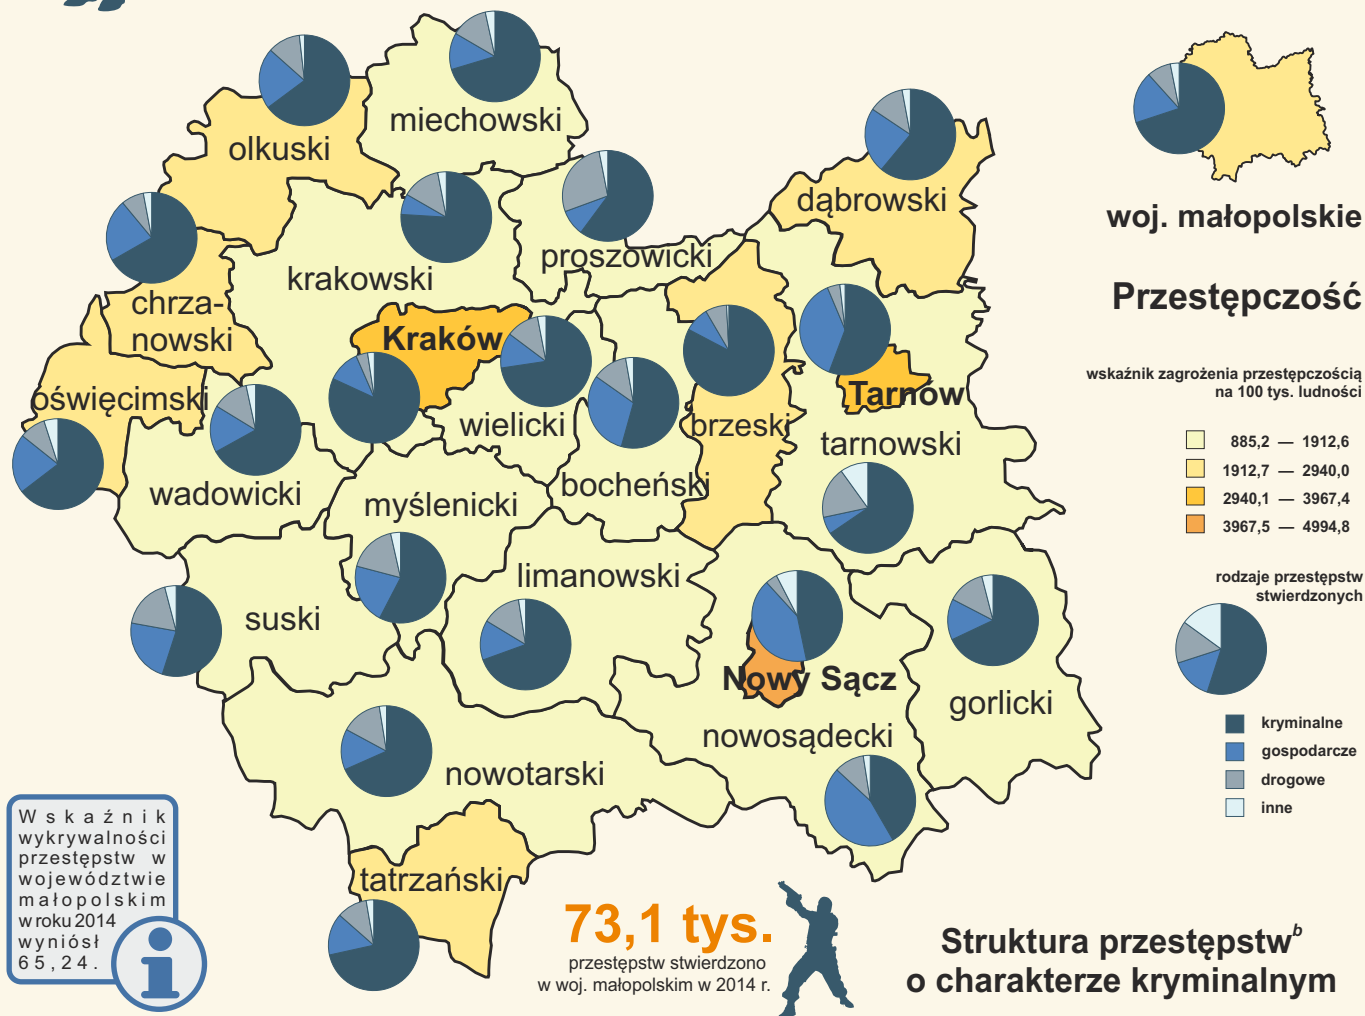 miechowski
olkuski
dąbrowski
woj. małopolskie
proszowicki
krakowski
Przestępczość
chrza-
nowski
Kraków
wskaźnik zagrożenia przestępczością
na 100 tys. ludności
oświęcimski
Tarnów
wielicki
brzeski
tarnowski
885,2 — 1912,6
1912,7 — 2940,0
2940,1 — 3967,4
3967,5 — 4994,8
wadowicki
bocheński
myślenicki
limanowski
rodzaje przestępstw
stwierdzonych
suski
Nowy Sącz
gorlicki
nowosądecki
kryminalne
gospodarcze
drogowe
inne
nowotarski
Wskaźnik
wykrywalności
przestępstw w
województwie
małopolskim
w roku 2014
wyniósł
65,24.
tatrzański
73,1 tys.
przestępstw stwierdzono
w woj. małopolskim w 2014 r.
Struktura przestępstw b
o charakterze kryminalnym